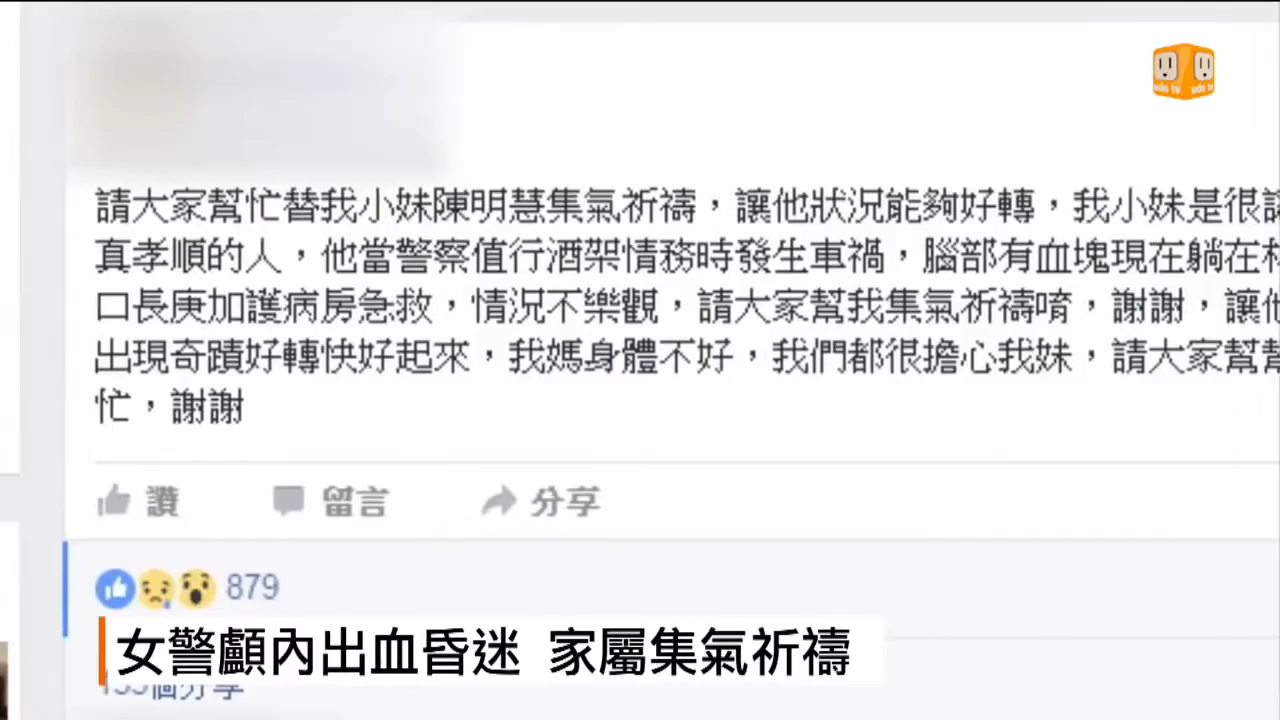 udn tv udn tv
請大家幫忙替我小妹陳明慧集氣祈禱，讓他狀況能夠好轉，我小妹是很認
真孝順的人，他當警察值行酒架情務時發生車禍，腦部有血塊現在躺在林
口長庚加護病房急救，情況不樂觀，請大家幫我集氣祈禱唷，謝謝，讓他
出現奇蹟好轉快好起來，我媽身體不好，我們都很擔心我妹，請大家幫幫
忙，謝謝
讚 留言 分享
879
女警顱內出血昏迷 家屬集氣祈禱
個分享